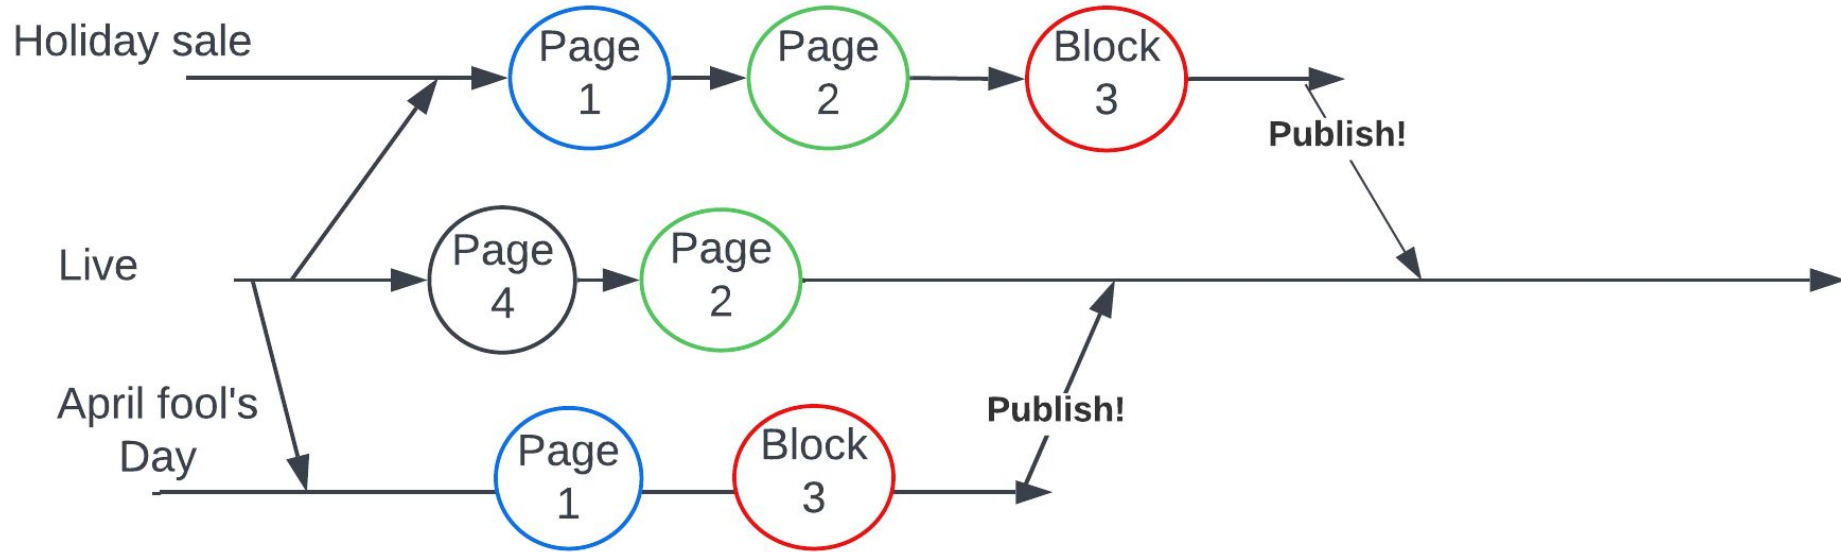 Holiday sale
Page
1
Page
2
Block
3
Publish!
Live
Page
4
Page
2
April fool's
Day
Page
1
Block
3
Publish!